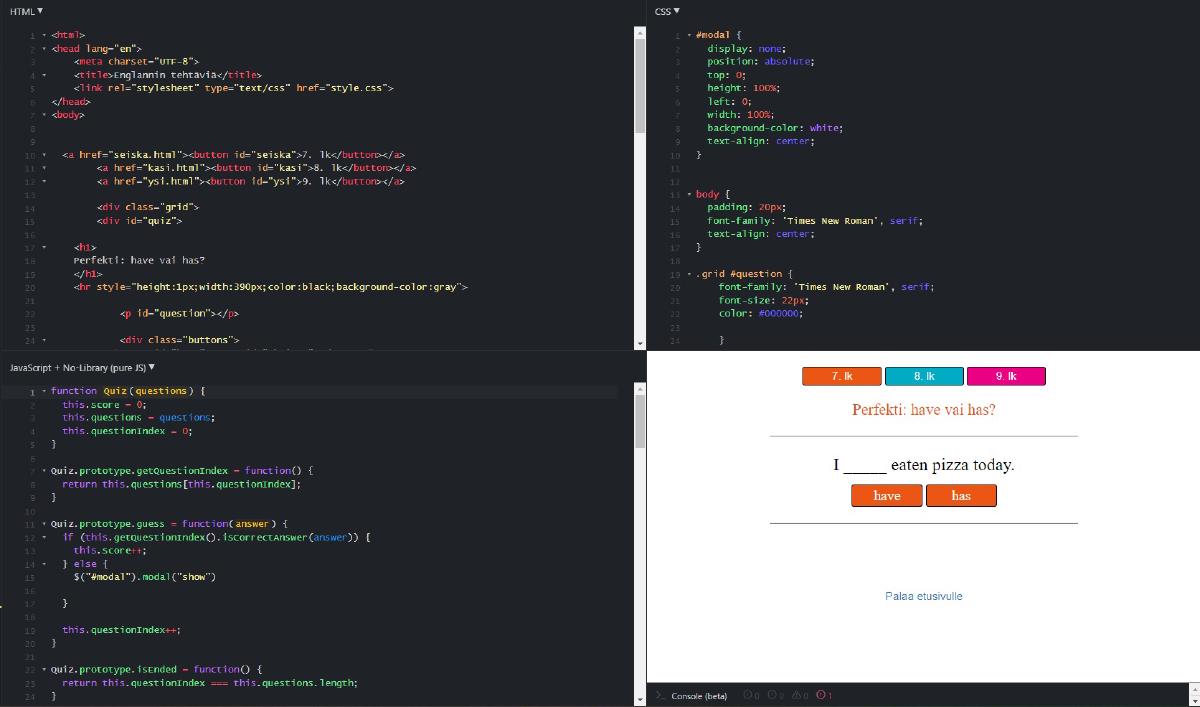 HTML ▼
1 <html>
2 <head lang="en">
3 <meta charset="UTF-8">
4 <title>Englannin tehtäviä</title>
5 <link rel="stylesheet" type="text/css" href="style.css">
6 </head>
7 <body>
8
9
10 <a href="seiska.html"><button id="seiska">7. lk</button></a>
11 <a href="kasi.html"><button id="kasi">8. lk</button></a>
12 <a href="ysi.html"><button id="ysi">9. lk</button></a>
13
14 <div class="grid">
15 <div id="quiz">
16
17 <h1>
18 Perfekti: have vai has?
19 </h1>
20 <hr style="height:1px;width:390px;color:black;background-color:gray">
21
22 <p id="question"></p>
23
24 <div class="buttons">
CSS ▼
1 #modal {
2 display: none;
3 position: absolute;
4 top: 0;
5 height: 100%;
6 left: 0;
7 width: 100%;
8 background-color: white;
9 text-align: center;
10 }
11
12
13 body {
14 padding: 20px;
15 font-family: 'Times New Roman', serif;
16 text-align: center;
17 }
18
19 .grid #question {
20 font-family: 'Times New Roman', serif;
21 font-size: 22px;
22 color: #000000;
23
24 }
JavaScript + No-Library (pure JS) ▼
1 function Quiz(questions) {
2 this.score = 0;
3 this.questions = questions;
4 this.questionIndex = 0;
5 }
6
7 Quiz.prototype.getQuestionIndex = function() {
8 return this.questions[this.questionIndex];
9 }
10
11 Quiz.prototype.guess = function(answer) {
12 if (this.getQuestionIndex().isCorrectAnswer(answer)) {
13 this.score++;
14 } else {
15 $("#modal").modal("show")
16
17 }
18
19 this.questionIndex++;
20 }
21
22 Quiz.prototype.isEnded = function() {
23 return this.questionIndex === this.questions.length;
24 }
7. lk 8. lk 9. lk
Perfekti: have vai has?
I _____ eaten pizza today.
have has
Palaa etusivulle
>_ Console (beta) 0 0 0 1